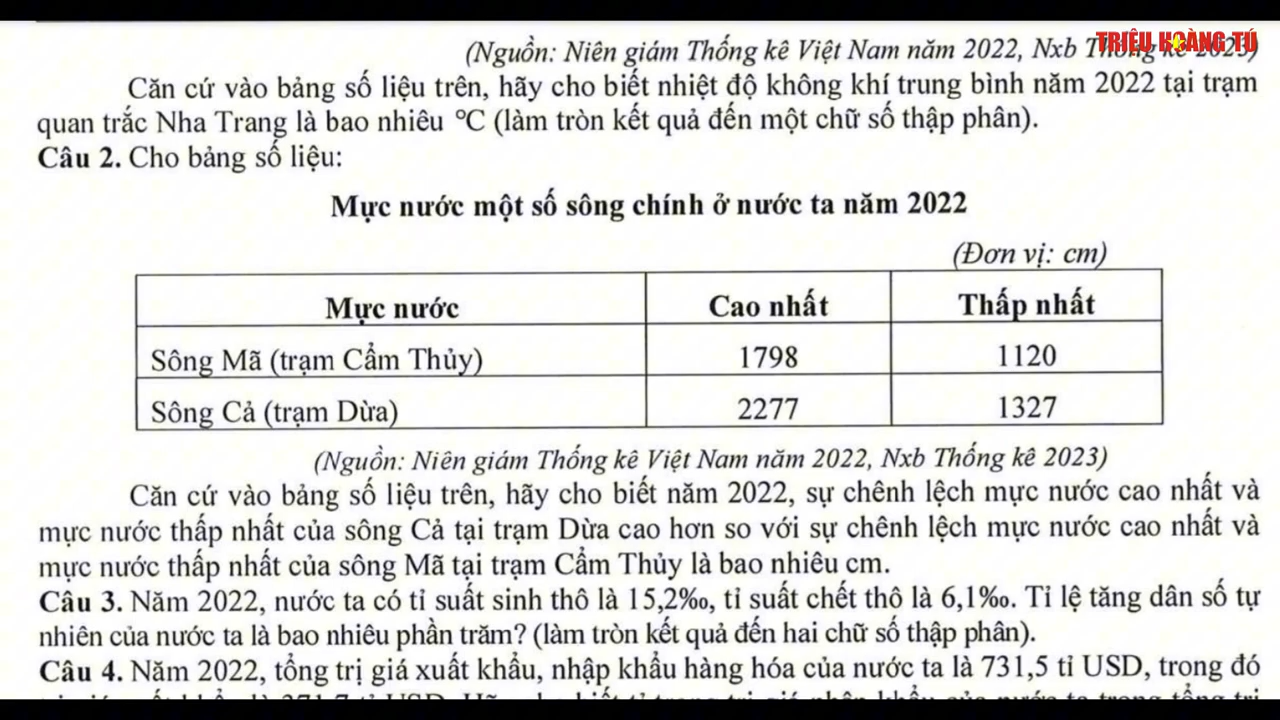 TRIỆU HOÀNG TÚ
(Nguồn: Niên giám Thống kê Việt Nam năm 2022, Nxb Thống kê 2023)
Căn cứ vào bảng số liệu trên, hãy cho biết nhiệt độ không khí trung bình năm 2022 tại trạm
quan trắc Nha Trang là bao nhiêu °C (làm tròn kết quả đến một chữ số thập phân).
Câu 2. Cho bảng số liệu:
Mực nước một số sông chính ở nước ta năm 2022
(Đơn vị: cm)
Mực nước Cao nhất Thấp nhất
Sông Mã (trạm Cẩm Thủy) 1798 1120
Sông Cả (trạm Dừa) 2277 1327
(Nguồn: Niên giám Thống kê Việt Nam năm 2022, Nxb Thống kê 2023)
Căn cứ vào bảng số liệu trên, hãy cho biết năm 2022, sự chênh lệch mực nước cao nhất và
mực nước thấp nhất của sông Cả tại trạm Dừa cao hơn so với sự chênh lệch mực nước cao nhất và
mực nước thấp nhất của sông Mã tại trạm Cẩm Thủy là bao nhiêu cm.
Câu 3. Năm 2022, nước ta có tỉ suất sinh thô là 15,2‰, tỉ suất chết thô là 6,1‰. Tỉ lệ tăng dân số tự
nhiên của nước ta là bao nhiêu phần trăm? (làm tròn kết quả đến hai chữ số thập phân).
Câu 4. Năm 2022, tổng trị giá xuất khẩu, nhập khẩu hàng hóa của nước ta là 731,5 tỉ USD, trong đó